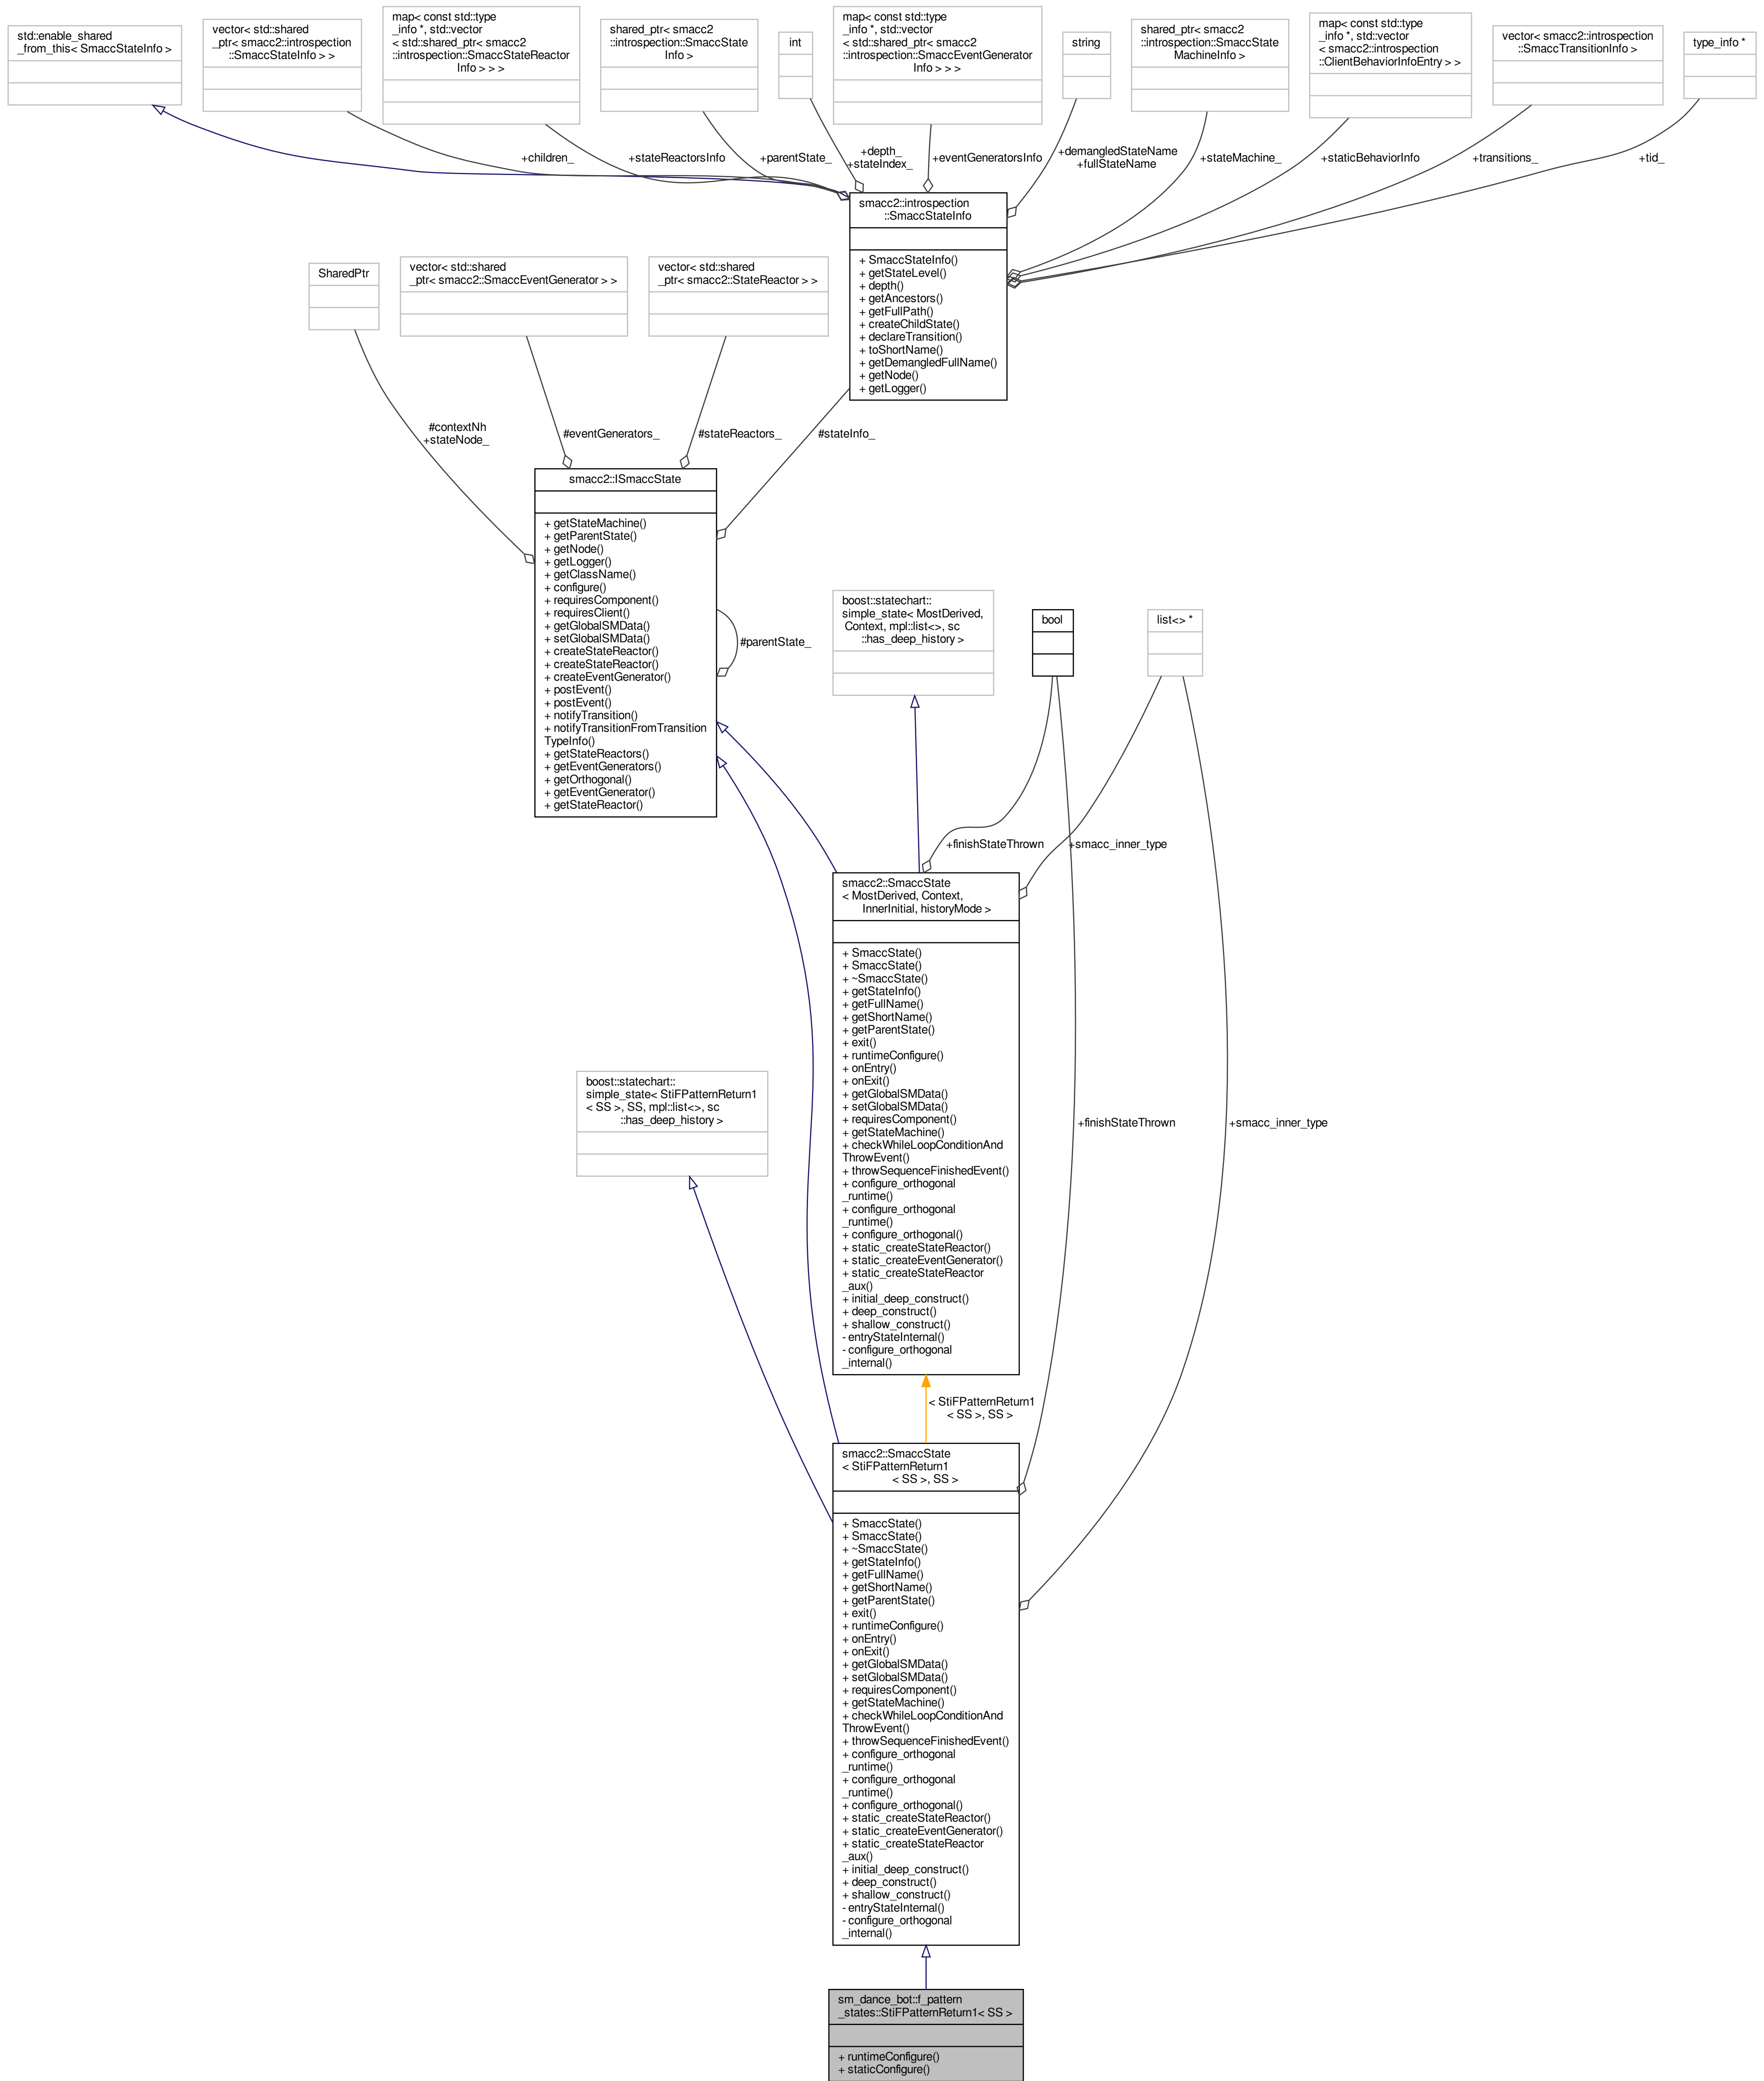 std::enable_shared
_from_this< SmaccStateInfo >
vector< std::shared
_ptr< smacc2::introspection
::SmaccStateInfo > >
map< const std::type
_info *, std::vector
< std::shared_ptr< smacc2
::introspection::SmaccStateReactor
Info > > >
shared_ptr< smacc2
::introspection::SmaccState
Info >
int
map< const std::type
_info *, std::vector
< std::shared_ptr< smacc2
::introspection::SmaccEventGenerator
Info > > >
string
shared_ptr< smacc2
::introspection::SmaccState
MachineInfo >
map< const std::type
_info *, std::vector
< smacc2::introspection
::ClientBehaviorInfoEntry > >
vector< smacc2::introspection
::SmaccTransitionInfo >
type_info *
+children_
+stateReactorsInfo
+parentState_
+depth_
+stateIndex_
+eventGeneratorsInfo
+demangledStateName
+fullStateName
+stateMachine_
+staticBehaviorInfo
+transitions_
+tid_
smacc2::introspection
::SmaccStateInfo
+ SmaccStateInfo()
+ getStateLevel()
+ depth()
+ getAncestors()
+ getFullPath()
+ createChildState()
+ declareTransition()
+ toShortName()
+ getDemangledFullName()
+ getNode()
+ getLogger()
SharedPtr
vector< std::shared
_ptr< smacc2::SmaccEventGenerator > >
vector< std::shared
_ptr< smacc2::StateReactor > >
#contextNh
+stateNode_
#eventGenerators_
#stateReactors_
#stateInfo_
smacc2::ISmaccState
+ getStateMachine()
+ getParentState()
+ getNode()
+ getLogger()
+ getClassName()
+ configure()
+ requiresComponent()
+ requiresClient()
+ getGlobalSMData()
+ setGlobalSMData()
+ createStateReactor()
+ createStateReactor()
+ createEventGenerator()
+ postEvent()
+ postEvent()
+ notifyTransition()
+ notifyTransitionFromTransition
TypeInfo()
+ getStateReactors()
+ getEventGenerators()
+ getOrthogonal()
+ getEventGenerator()
+ getStateReactor()
#parentState_
boost::statechart::
simple_state< MostDerived,
Context, mpl::list<>, sc
::has_deep_history >
bool
list<> *
+finishStateThrown
+smacc_inner_type
smacc2::SmaccState
< MostDerived, Context,
InnerInitial, historyMode >
+ SmaccState()
+ SmaccState()
+ ~SmaccState()
+ getStateInfo()
+ getFullName()
+ getShortName()
+ getParentState()
+ exit()
+ runtimeConfigure()
+ onEntry()
+ onExit()
+ getGlobalSMData()
+ setGlobalSMData()
+ requiresComponent()
+ getStateMachine()
+ checkWhileLoopConditionAnd
ThrowEvent()
+ throwSequenceFinishedEvent()
+ configure_orthogonal
_runtime()
+ configure_orthogonal
_runtime()
+ configure_orthogonal()
+ static_createStateReactor()
+ static_createEventGenerator()
+ static_createStateReactor
_aux()
+ initial_deep_construct()
+ deep_construct()
+ shallow_construct()
- entryStateInternal()
- configure_orthogonal
_internal()
boost::statechart::
simple_state< StiFPatternReturn1
< SS >, SS, mpl::list<>, sc
::has_deep_history >
+finishStateThrown
+smacc_inner_type
< StiFPatternReturn1
< SS >, SS >
smacc2::SmaccState
< StiFPatternReturn1
< SS >, SS >
+ SmaccState()
+ SmaccState()
+ ~SmaccState()
+ getStateInfo()
+ getFullName()
+ getShortName()
+ getParentState()
+ exit()
+ runtimeConfigure()
+ onEntry()
+ onExit()
+ getGlobalSMData()
+ setGlobalSMData()
+ requiresComponent()
+ getStateMachine()
+ checkWhileLoopConditionAnd
ThrowEvent()
+ throwSequenceFinishedEvent()
+ configure_orthogonal
_runtime()
+ configure_orthogonal
_runtime()
+ configure_orthogonal()
+ static_createStateReactor()
+ static_createEventGenerator()
+ static_createStateReactor
_aux()
+ initial_deep_construct()
+ deep_construct()
+ shallow_construct()
- entryStateInternal()
- configure_orthogonal
_internal()
sm_dance_bot::f_pattern
_states::StiFPatternReturn1< SS >
+ runtimeConfigure()
+ staticConfigure()